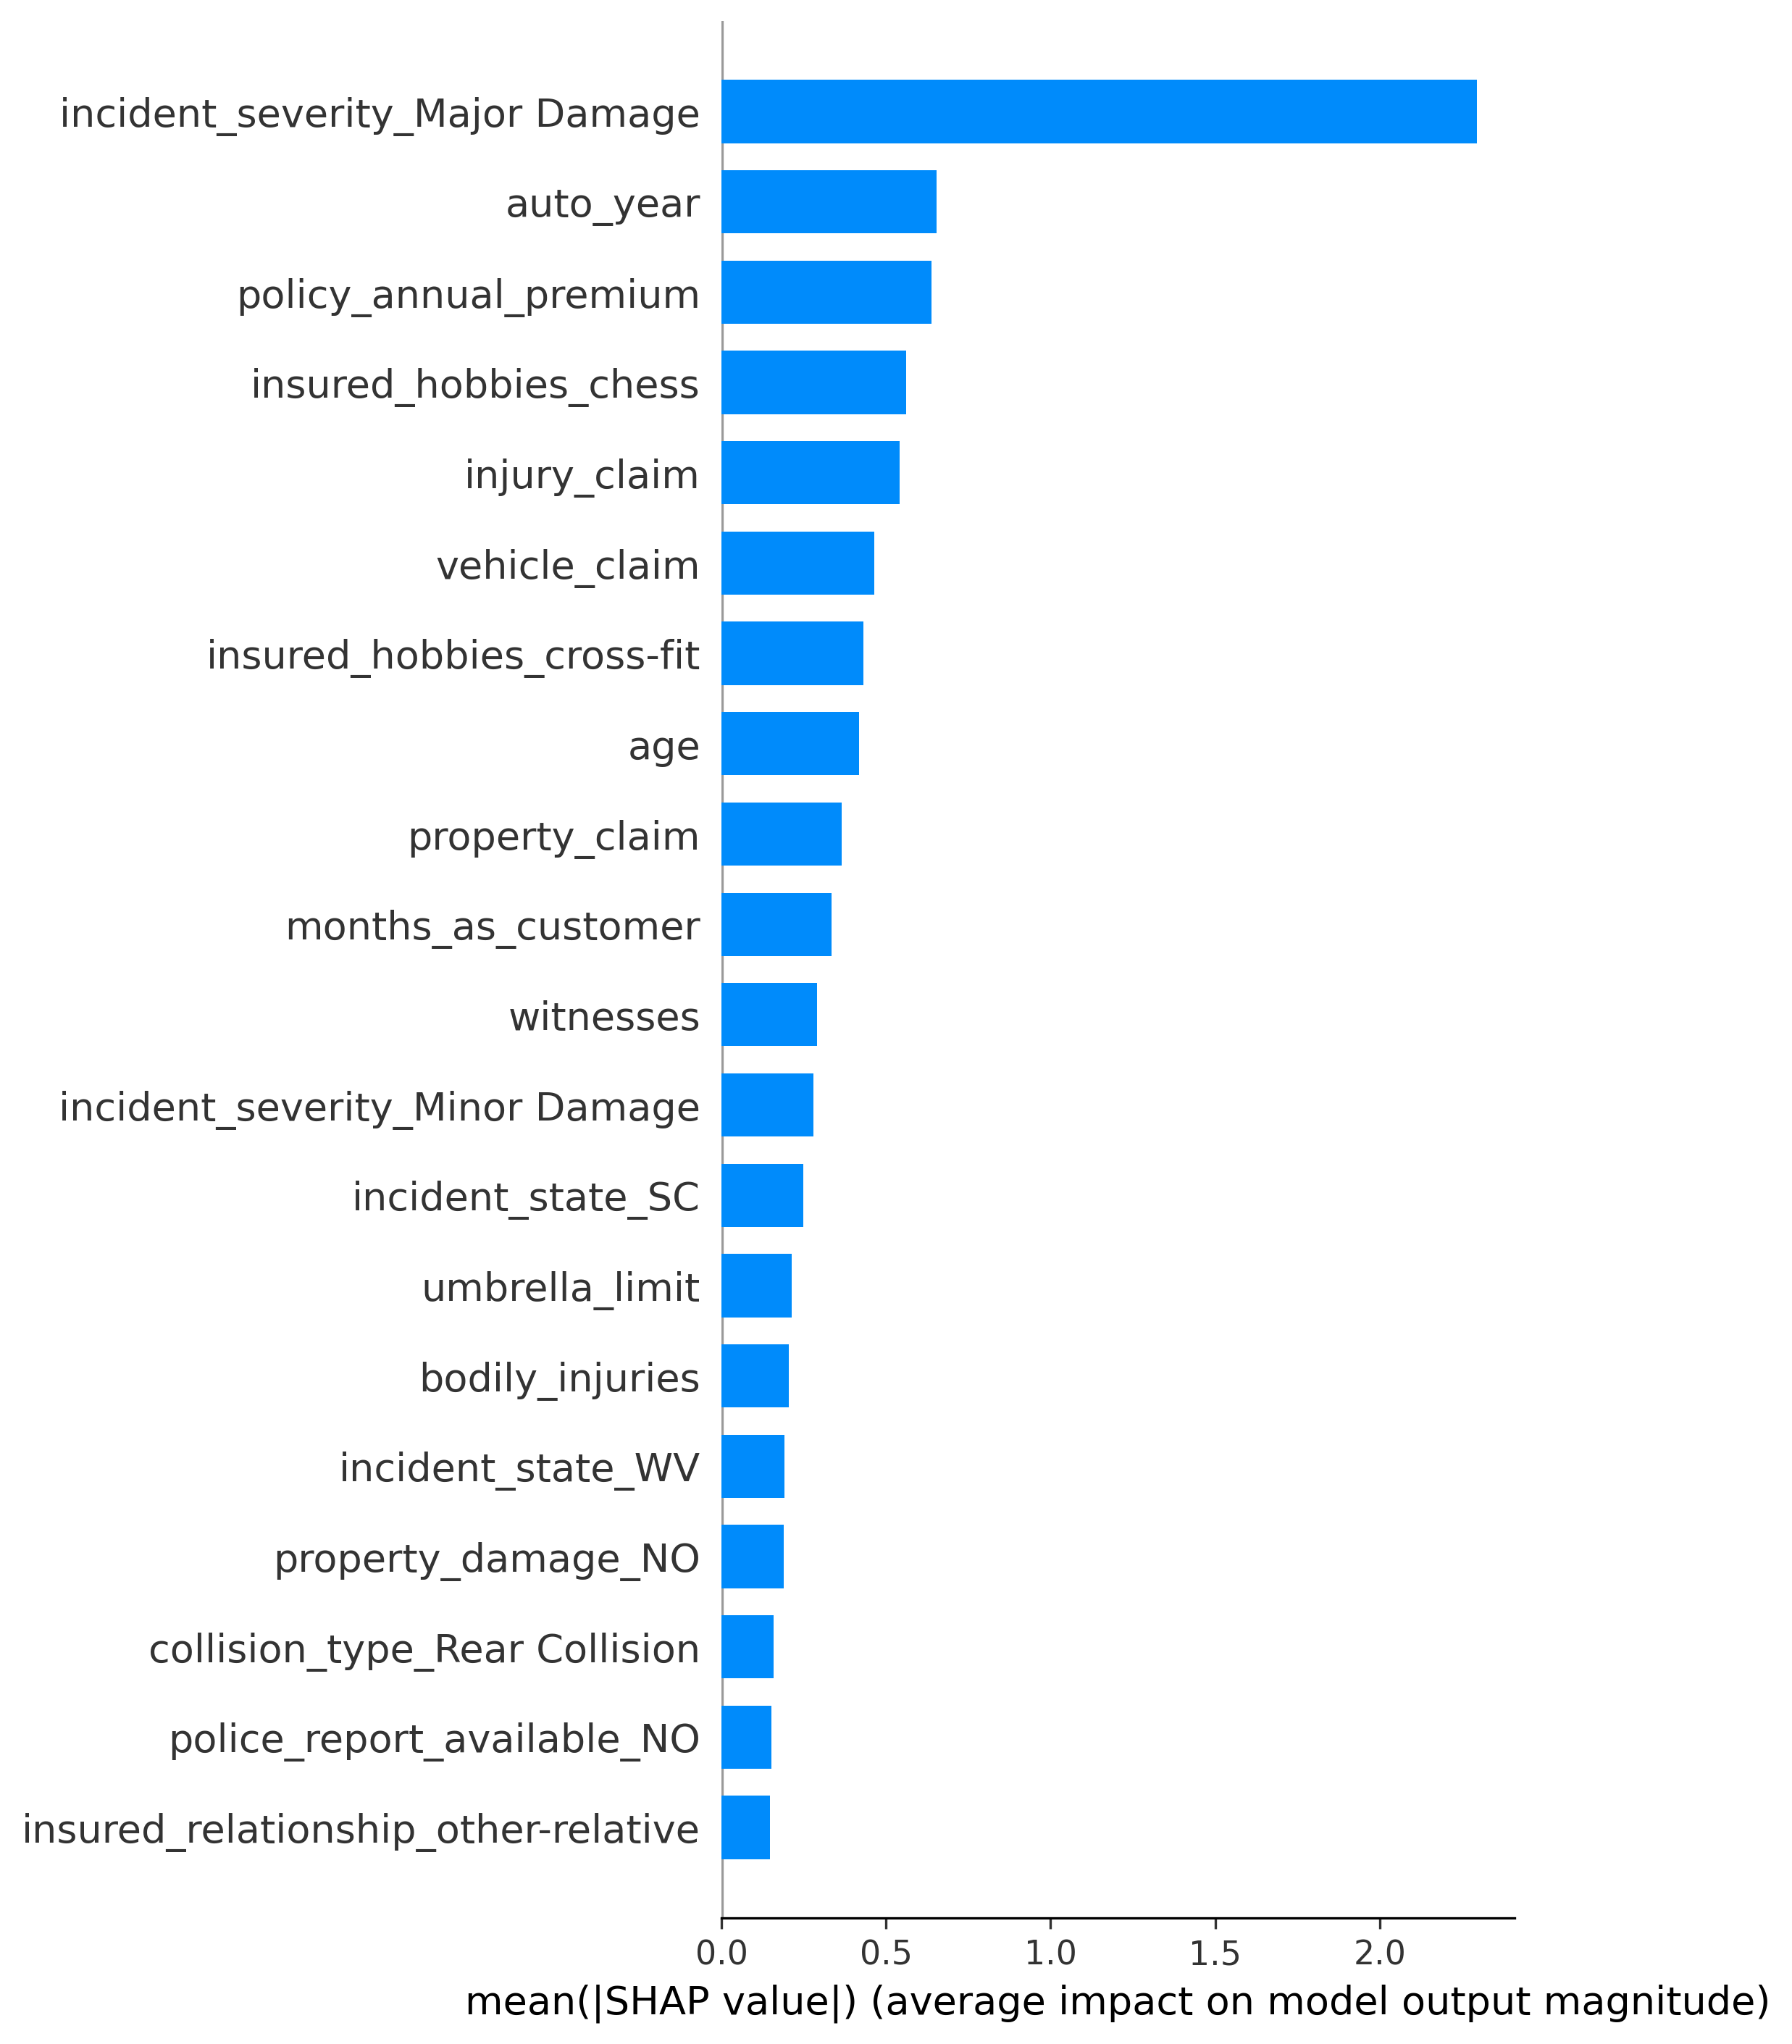 incident_severity_Major Damage
auto_year
policy_annual_premium
insured_hobbies_chess
injury_claim
vehicle_claim
insured_hobbies_cross-fit
age
property_claim
months_as_customer
witnesses
incident_severity_Minor Damage
incident_state_SC
umbrella_limit
bodily_injuries
incident_state_WV
property_damage_NO
collision_type_Rear Collision
police_report_available_NO
insured_relationship_other-relative
0.0 0.5 1.0 1.5 2.0
mean(|SHAP value|) (average impact on model output magnitude)